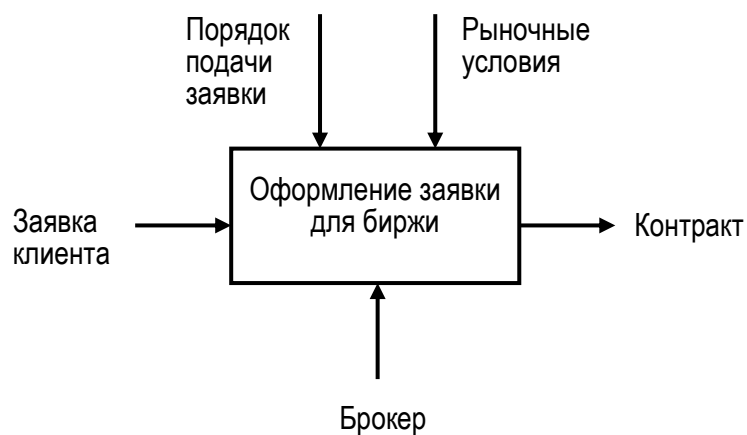 Порядок
подачи
заявки
Рыночные
условия
Оформление заявки
для биржи
Заявка
клиента
Контракт
Брокер